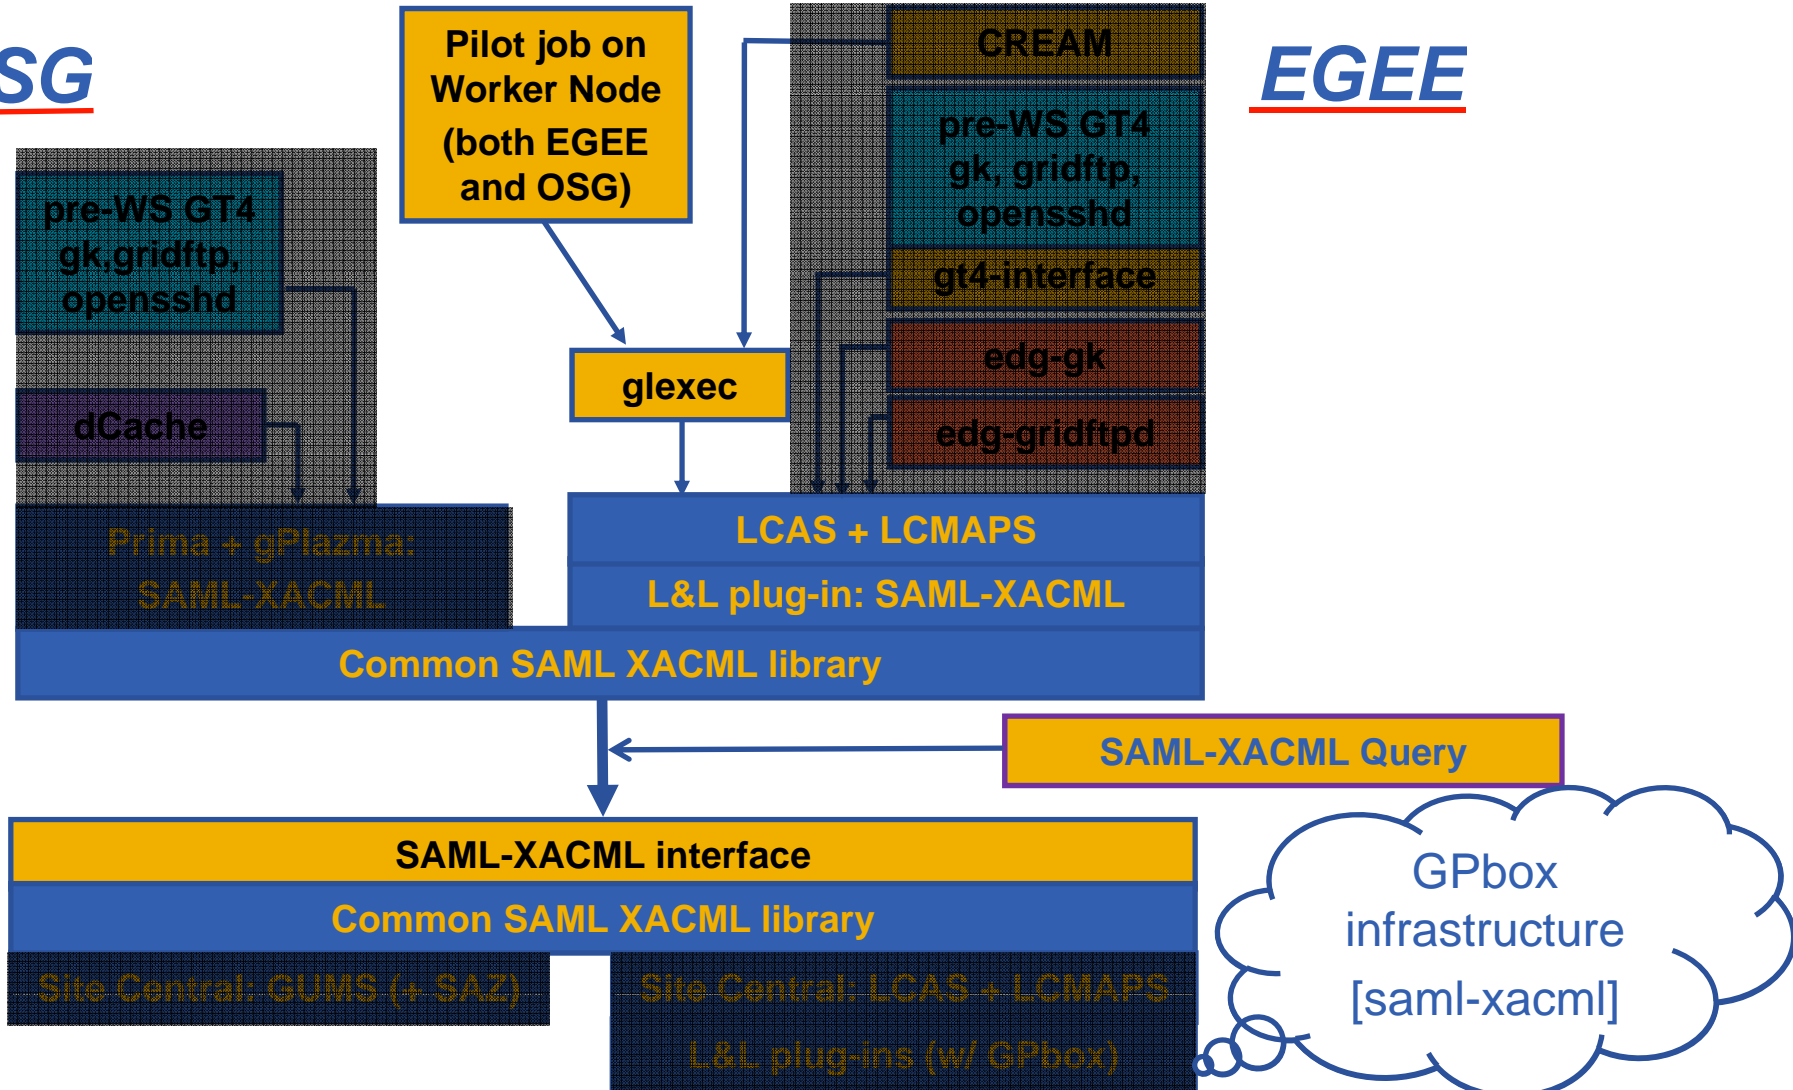 SG
EGEE
Pilot job on
Worker Node
(both EGEE
and OSG)
CREAM
pre-WS GT4
gk, gridftp,
opensshd
gt4-interface
edg-gk
edg-gridftpd
pre-WS GT4
gk,gridftp,
opensshd
dCache
glexec
Prima + gPlazma:
SAML-XACML
LCAS + LCMAPS
L&L plug-in: SAML-XACML
Common SAML XACML library
SAML-XACML Query
SAML-XACML interface
Common SAML XACML library
Site Central: GUMS (+ SAZ)
Site Central: LCAS + LCMAPS
L&L plug-ins (w/ GPbox)
GPbox
infrastructure
[saml-xacml]